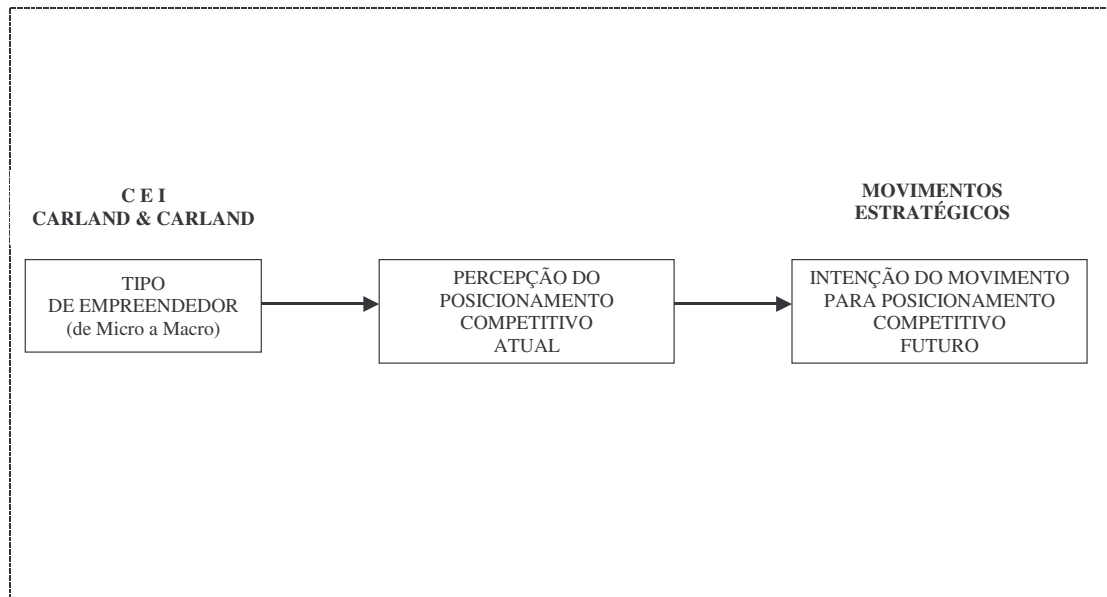 C E I
CARLAND & CARLAND
TIPO
DE EMPREENDEDOR
(de Micro a Macro)
PERCEPÇÃO DO
POSICIONAMENTO
COMPETITIVO
ATUAL
MOVIMENTOS
ESTRATÉGICOS
INTENÇÃO DO MOVIMENTO
PARA POSICIONAMENTO
COMPETITIVO
FUTURO